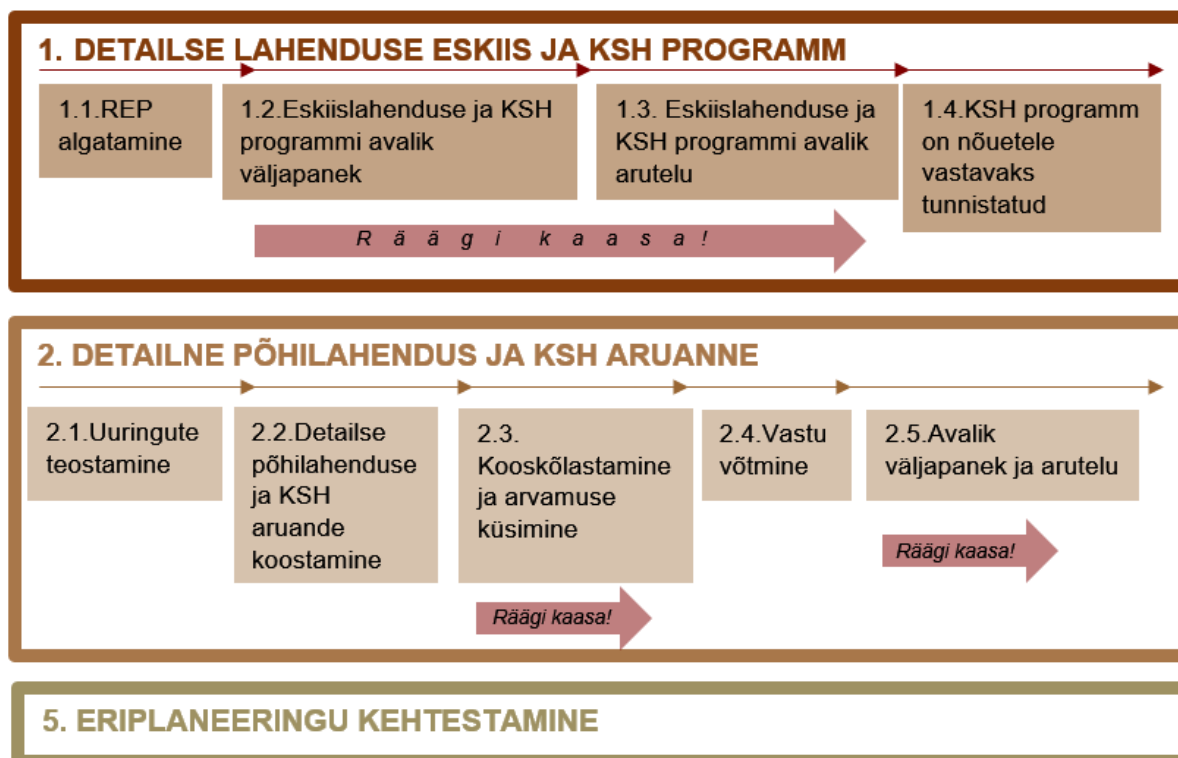 1. DETAILSE LAHENDUSE ESKIIS JA KSH PROGRAMM
1.1.REP
algatamine
1.2.Eskiislahenduse ja KSH
programmi avalik
väljapanek
1.3. Eskiislahenduse ja
KSH programmi avalik
arutelu
1.4.KSH programm
on nõuetele
vastavaks
tunnistatud
Räägi kaasa!
2. DETAILNE PÕHILAHENDUS JA KSH ARUANNE
2.1.Uuringute
teostamine
2.2.Detailse
põhilahenduse
ja KSH
aruande
koostamine
2.3.
Kooskõlastamine
ja arvamuse
küsimine
2.4.Vastu
võtmine
2.5.Avalik
väljapanek ja arutelu
Räägi kaasa!
Räägi kaasa!
5. ERIPLANEERINGU KEHTESTAMINE